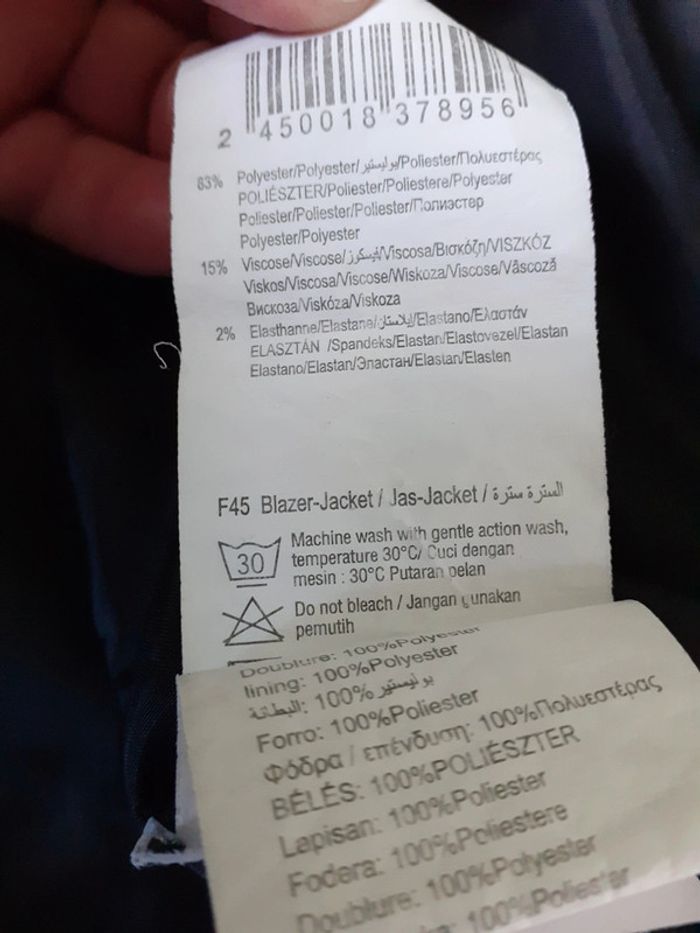 2 450018 378956
83% Polyester/Polyester/بوليستير/Poliester/Πολυεστέρας
POLIÉSZTER/Poliester/Poliestere/Polyester
Poliester/Poliester/Poliester/Полиэстер
Polyester/Polyester
15% Viscose/Viscose/فيسكوز/Viscosa/Βισκόζη/VISZKÓZ
Viskos/Viscosa/Viscose/Wiskoza/Viscose/Vâscoză
Вискоза/Viskóza/Viskoza
2% Elasthanne/Elastane/إيلاستان/Elastano/Ελαστάν
ELASZTÁN /Spandeks/Elastan/Elastovezel/Elastan
Elastano/Elastan/Эластан/Elastan/Elasten
F45 Blazer-Jacket / Jas-Jacket / السترة سترة
30 Machine wash with gentle action wash,
temperature 30°C/ Cuci dengan
mesin : 30°C Putaran pelan
Do not bleach / Jangan gunakan
pemutih
Doublure: 100%Polyester
lining: 100%Polyester
البطانة: 100% بوليستير
Forro: 100%Poliester
Φόδρα / επένδυση: 100%Πολυεστέρας
BÉLÉS: 100%POLIÉSZTER
Lapisan: 100%Poliester
Fodera: 100%Poliestere
Doublure: 100%Polyester
100%Poliester